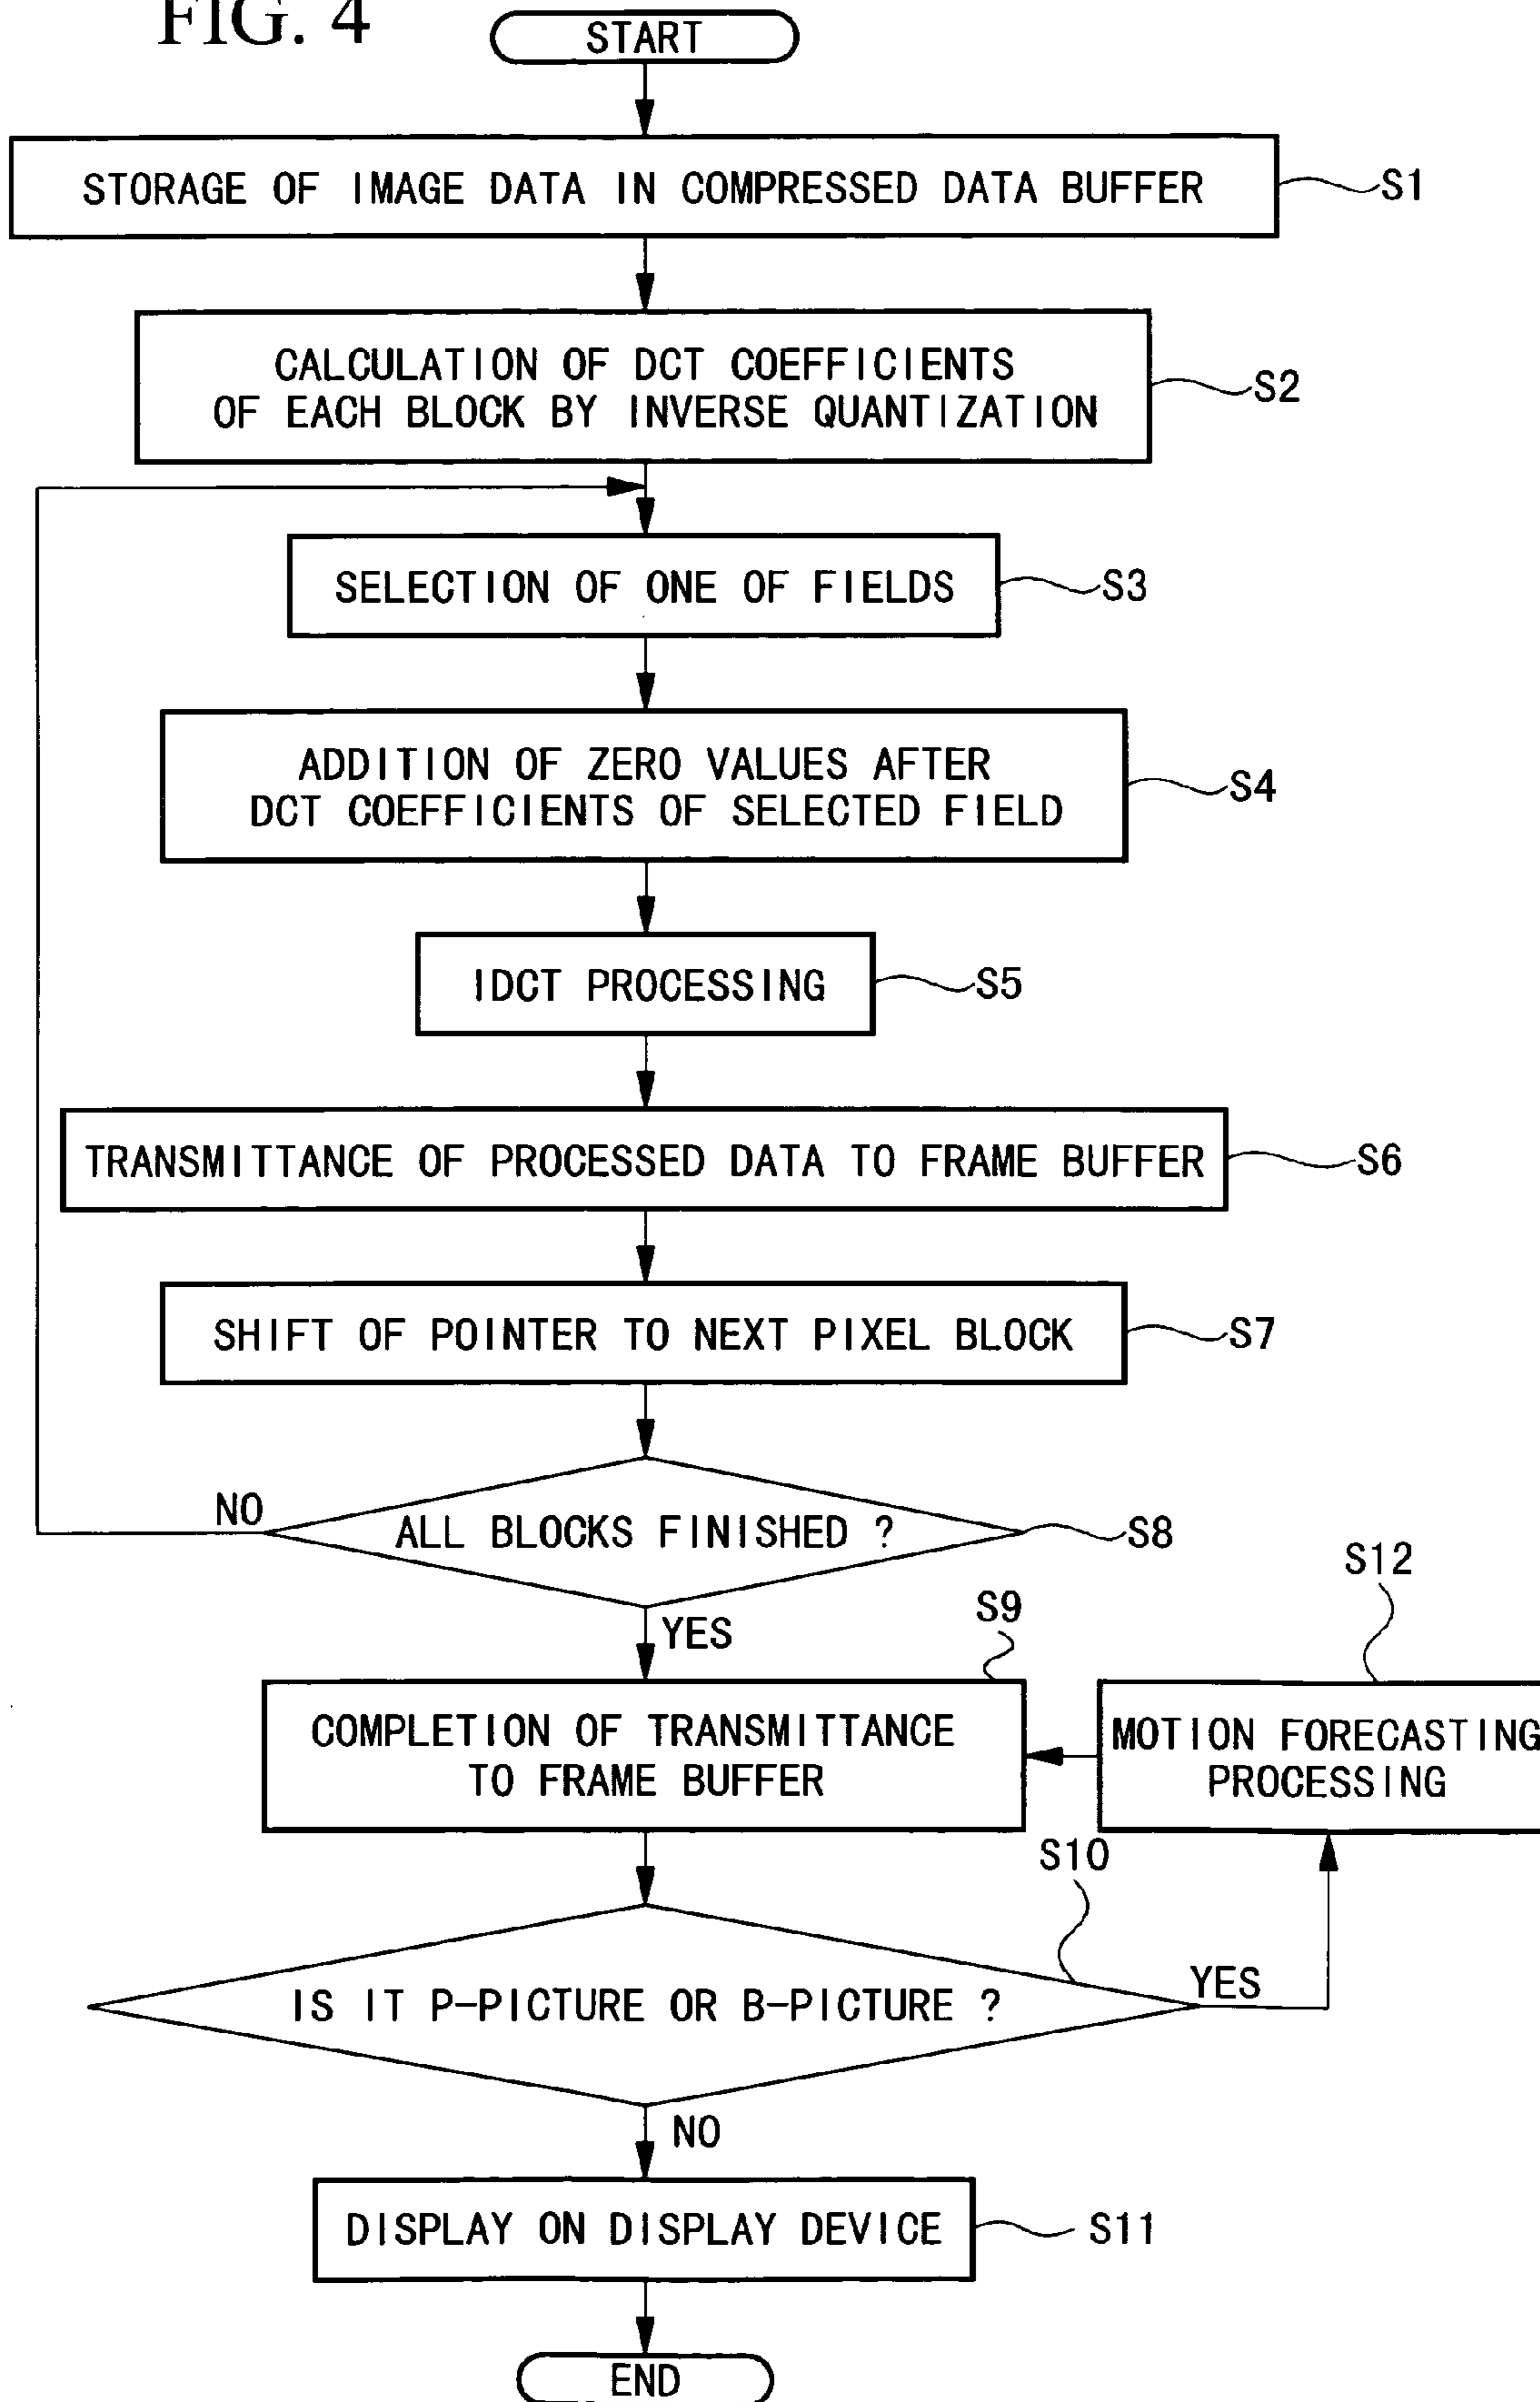 FIG. 4
START
STORAGE OF IMAGE DATA IN COMPRESSED DATA BUFFER
S1
CALCULATION OF DCT COEFFICIENTS
OF EACH BLOCK BY INVERSE QUANTIZATION
S2
SELECTION OF ONE OF FIELDS
S3
ADDITION OF ZERO VALUES AFTER
DCT COEFFICIENTS OF SELECTED FIELD
S4
IDCT PROCESSING
S5
TRANSMITTANCE OF PROCESSED DATA TO FRAME BUFFER
S6
SHIFT OF POINTER TO NEXT PIXEL BLOCK
S7
NO
ALL BLOCKS FINISHED ?
S8
YES
S9
S12
COMPLETION OF TRANSMITTANCE
TO FRAME BUFFER
MOTION FORECASTING
PROCESSING
S10
IS IT P-PICTURE OR B-PICTURE ?
YES
NO
DISPLAY ON DISPLAY DEVICE
S11
END